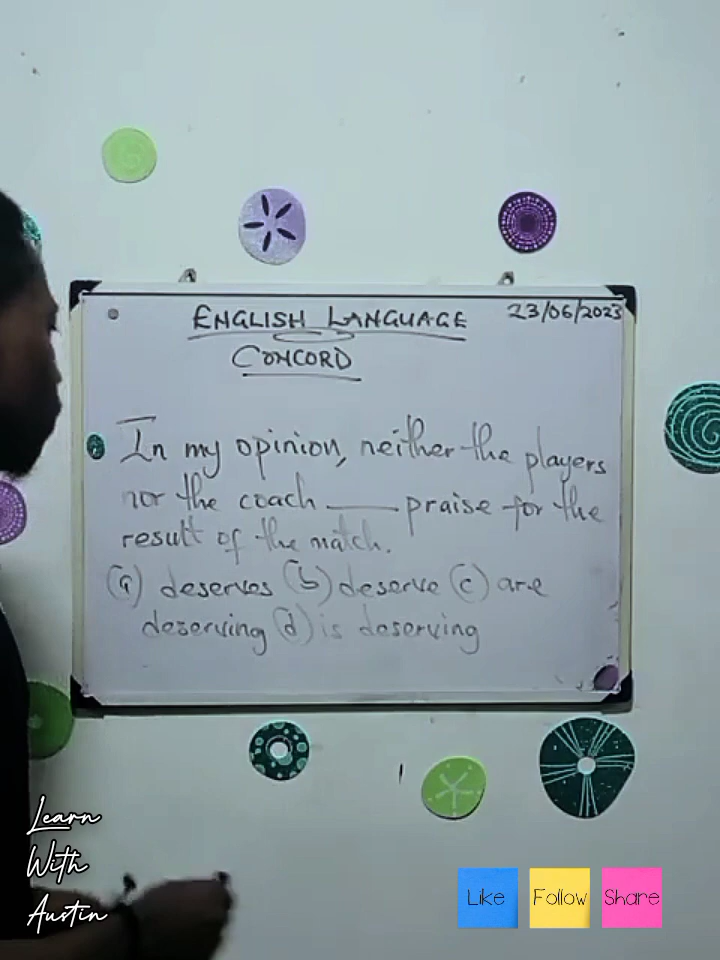 ENGLISH LANGUAGE
23/06/2023
CONCORD
In my opinion, neither the players
nor the coach ____ praise for the
result of the match.
(a) deserves (b) deserve (c) are
deserving (d) is deserving
Learn
With
Austin
Like Follow Share